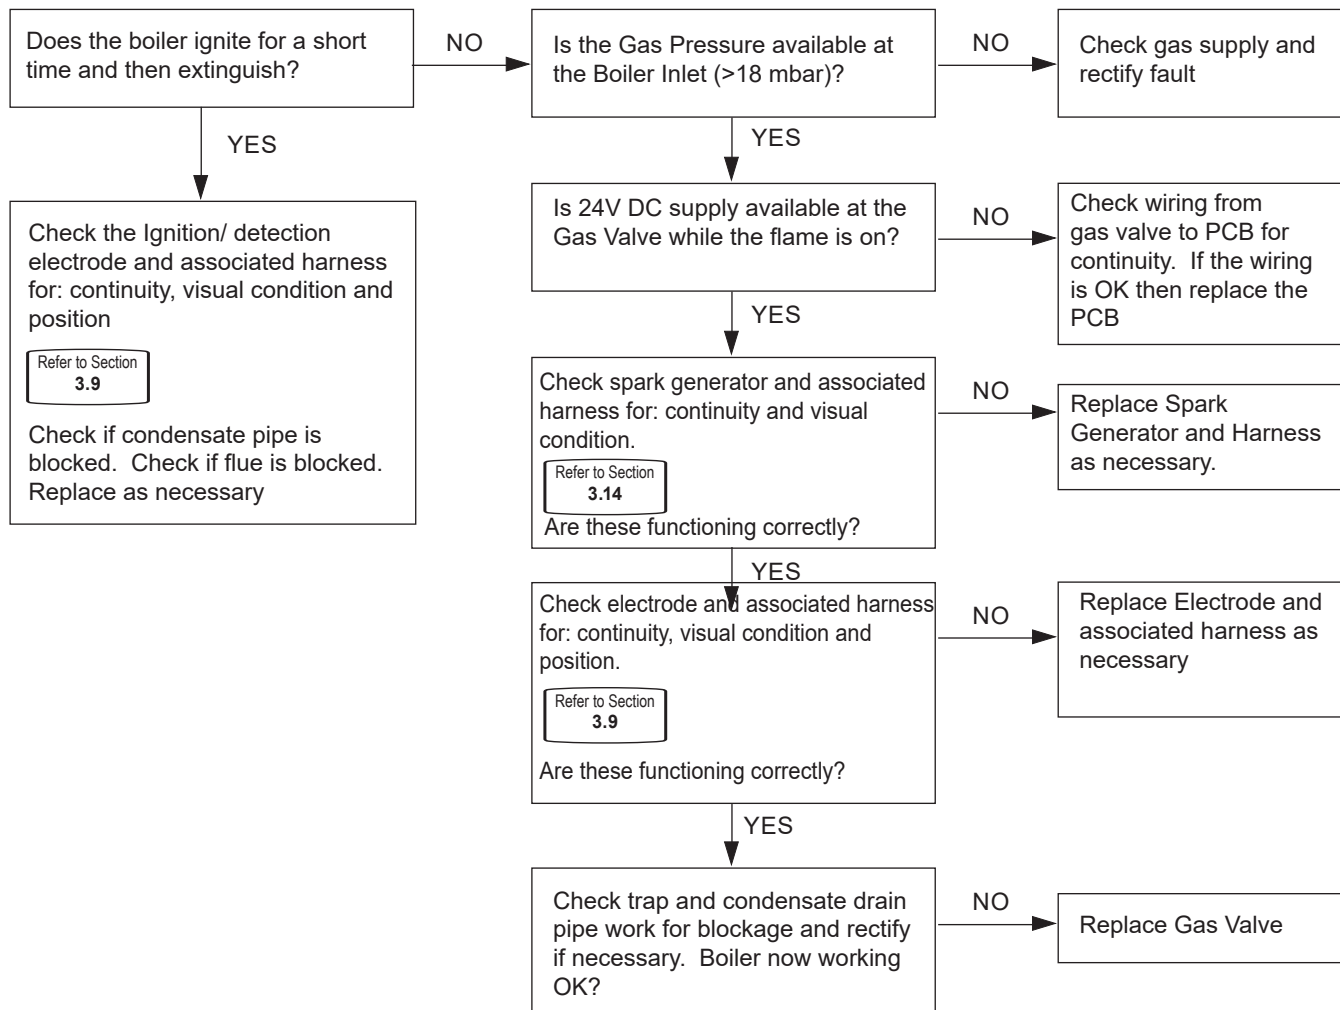 Does the boiler ignite for a short
time and then extinguish?
NO
Is the Gas Pressure available at
the Boiler Inlet (>18 mbar)?
NO
Check gas supply and
rectify fault
YES
YES
Check the Ignition/ detection
electrode and associated harness
for: continuity, visual condition and
position
Refer to Section
3.9
Check if condensate pipe is
blocked.  Check if flue is blocked.
Replace as necessary
Is 24V DC supply available at the
Gas Valve while the flame is on?
NO
Check wiring from
gas valve to PCB for
continuity.  If the wiring
is OK then replace the
PCB
YES
Check spark generator and associated
harness for: continuity and visual
condition.
Refer to Section
3.14
Are these functioning correctly?
NO
Replace Spark
Generator and Harness
as necessary.
YES
Check electrode and associated harness
for: continuity, visual condition and
position.
Refer to Section
3.9
Are these functioning correctly?
NO
Replace Electrode and
associated harness as
necessary
YES
Check trap and condensate drain
pipe work for blockage and rectify
if necessary.  Boiler now working
OK?
NO
Replace Gas Valve